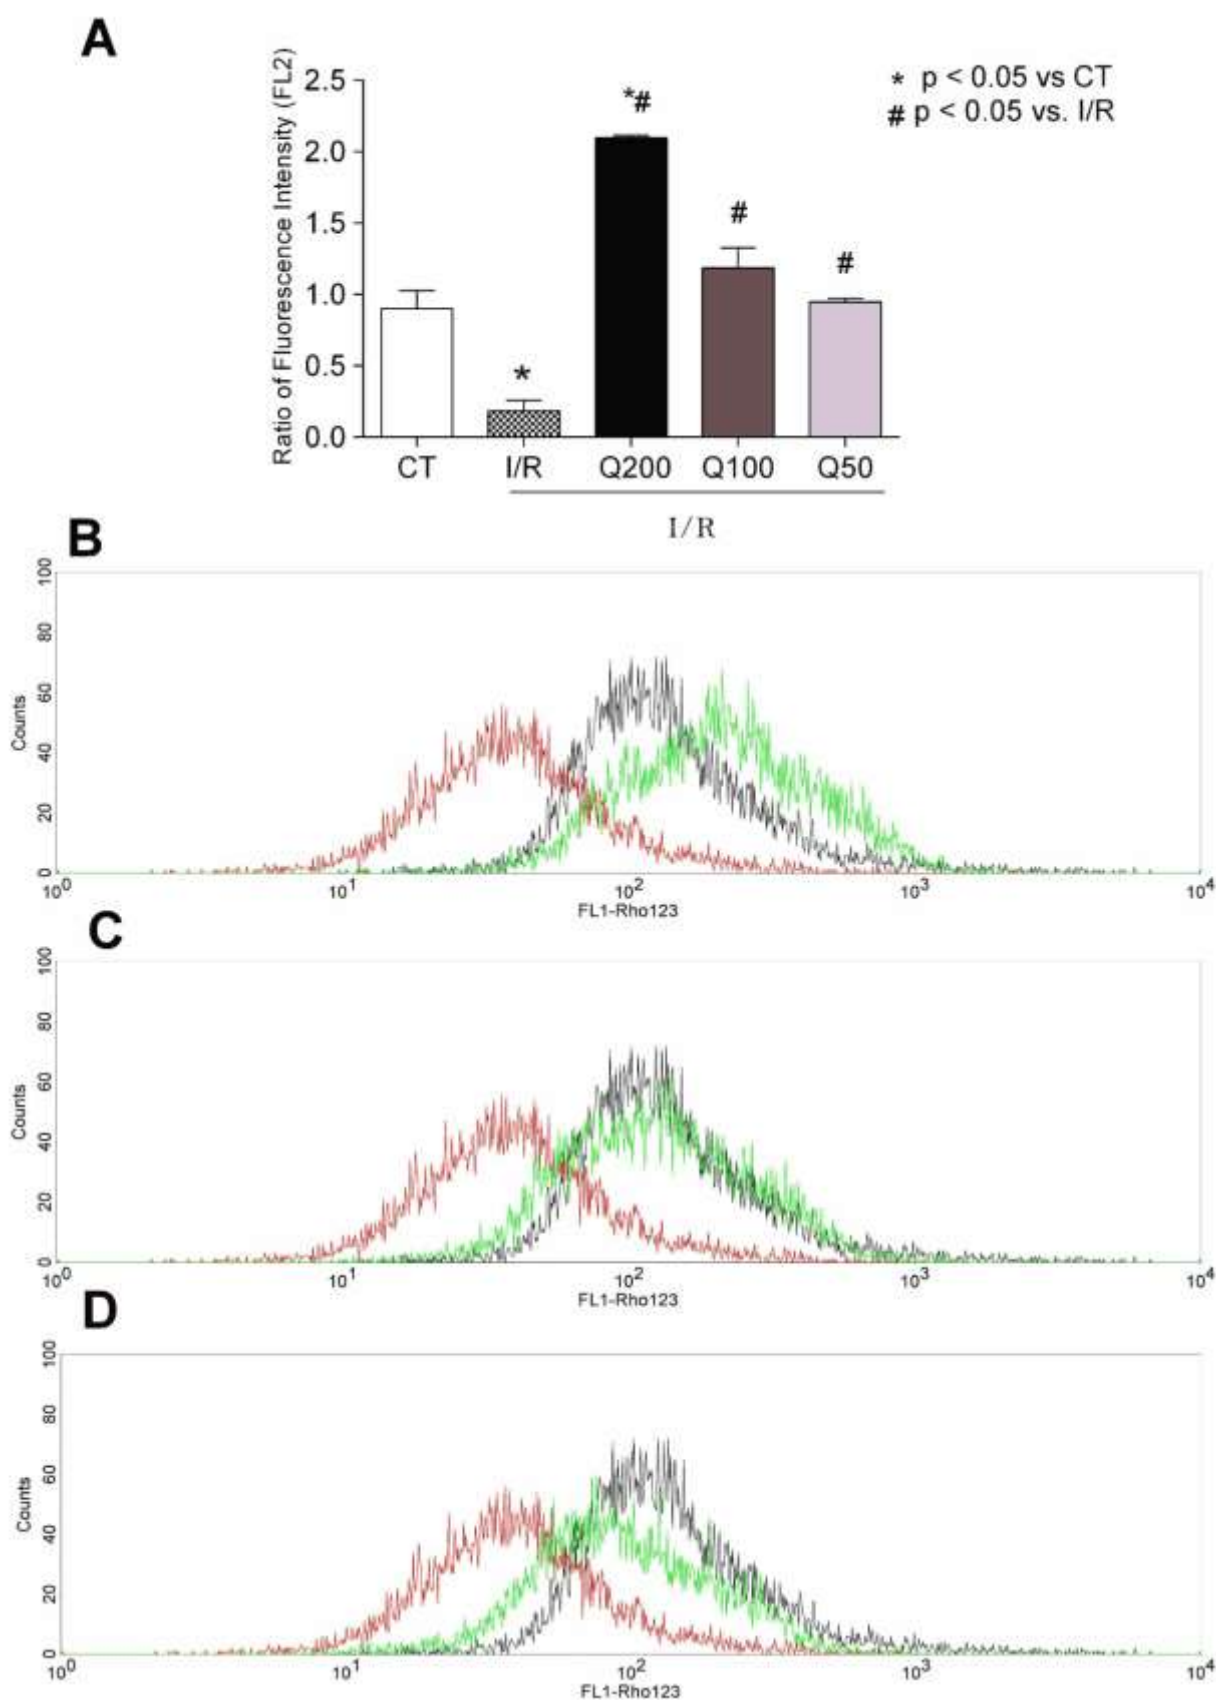 A
* p < 0.05 vs CT
# p < 0.05 vs. I/R
Ratio of Fluorescence Intensity (FL2)
2.5
2.0
1.5
1.0
0.5
0.0
*
*#
#
#
CT I/R Q200 Q100 Q50
I/R
B
Counts
100
80
60
40
20
0
10^0 10^1 10^2 10^3 10^4
FL1-Rho123
C
Counts
100
80
60
40
20
0
10^0 10^1 10^2 10^3 10^4
FL1-Rho123
D
Counts
100
80
60
40
20
0
10^0 10^1 10^2 10^3 10^4
FL1-Rho123